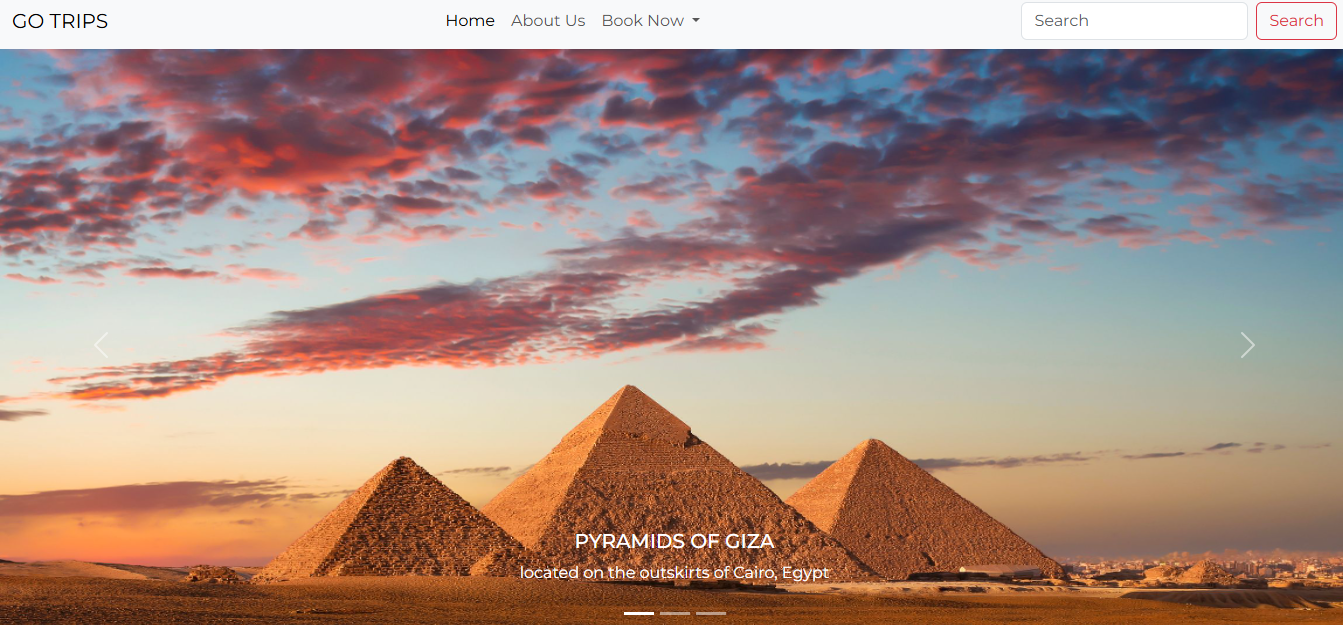 GO TRIPS
Home About Us Book Now
Search Search
PYRAMIDS OF GIZA
located on the outskirts of Cairo, Egypt